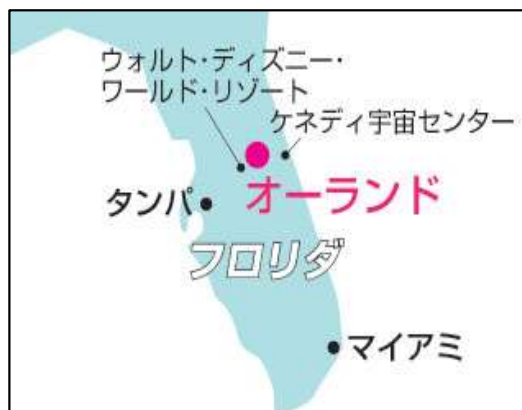 ウォルト・ディズニー・
ワールド・リゾート
ケネディ宇宙センター
オーランド
タンパ
フロリダ
マイアミ